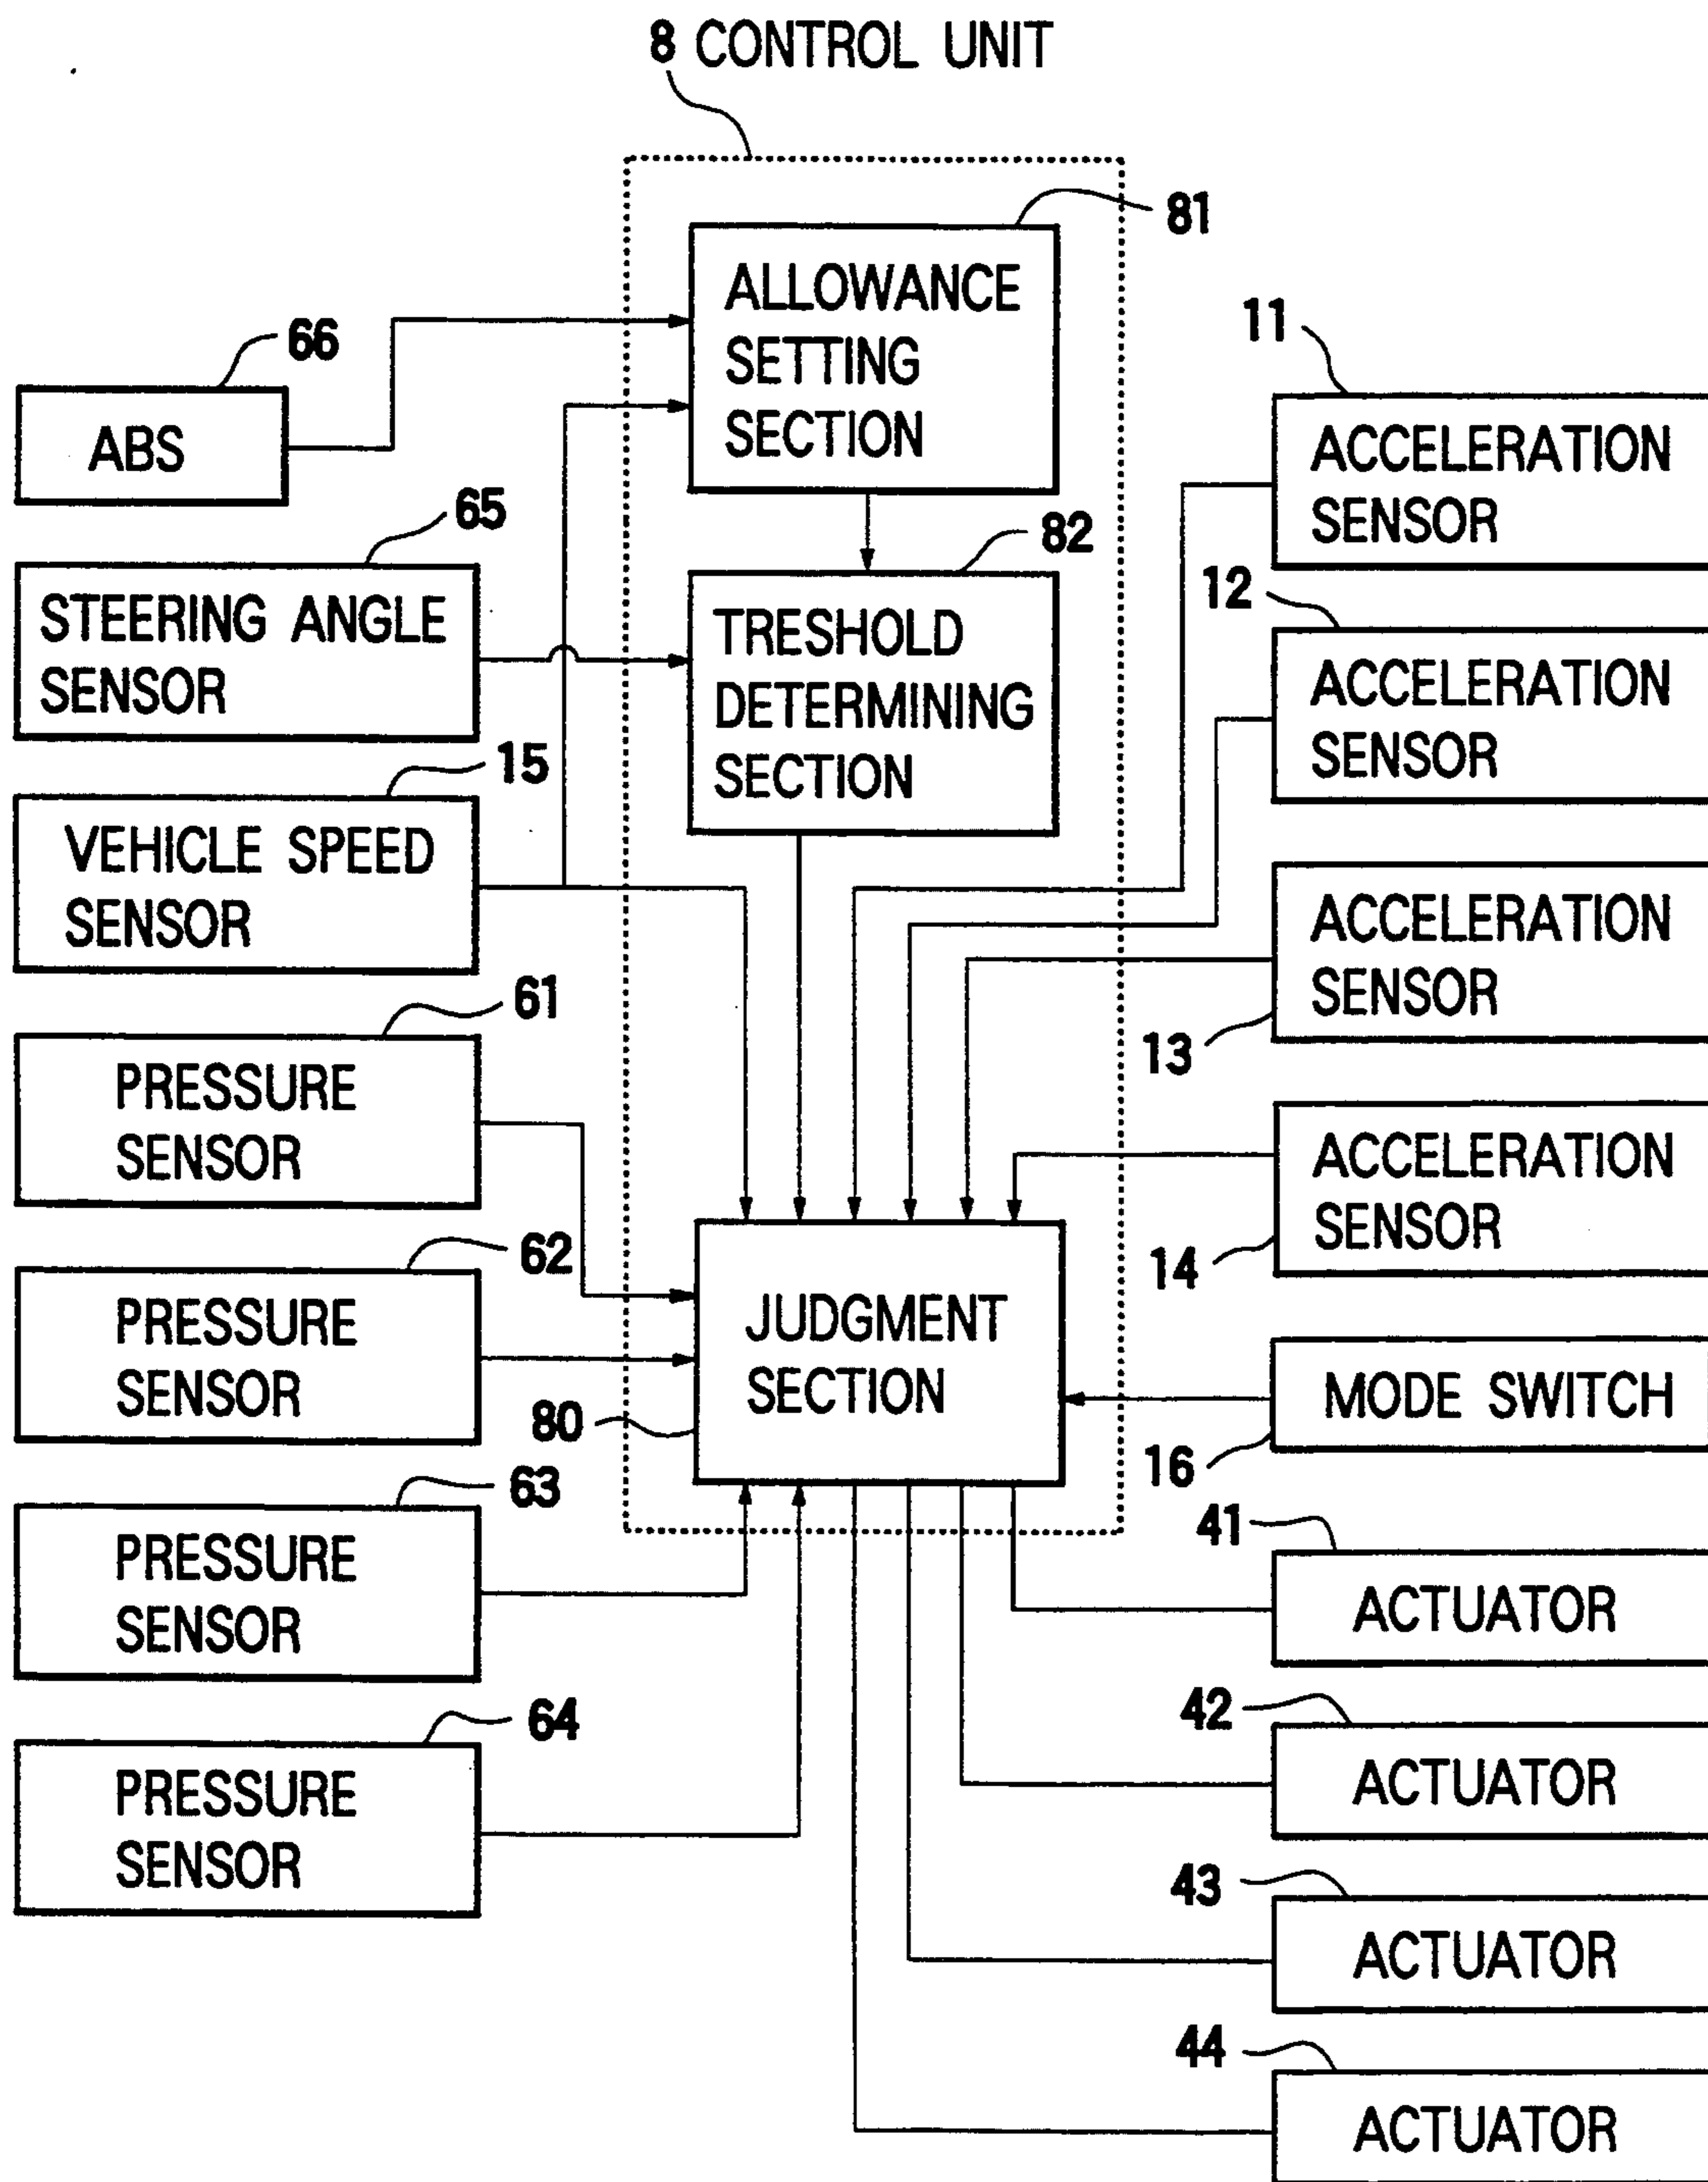 8 CONTROL UNIT
81
ALLOWANCE
SETTING
SECTION
66
ABS
65
STEERING ANGLE
SENSOR
82
TRESHOLD
DETERMINING
SECTION
15
VEHICLE SPEED
SENSOR
61
PRESSURE
SENSOR
62
PRESSURE
SENSOR
80
JUDGMENT
SECTION
63
PRESSURE
SENSOR
64
PRESSURE
SENSOR
11
ACCELERATION
SENSOR
12
ACCELERATION
SENSOR
13
ACCELERATION
SENSOR
14
ACCELERATION
SENSOR
16
MODE SWITCH
41
ACTUATOR
42
ACTUATOR
43
ACTUATOR
44
ACTUATOR